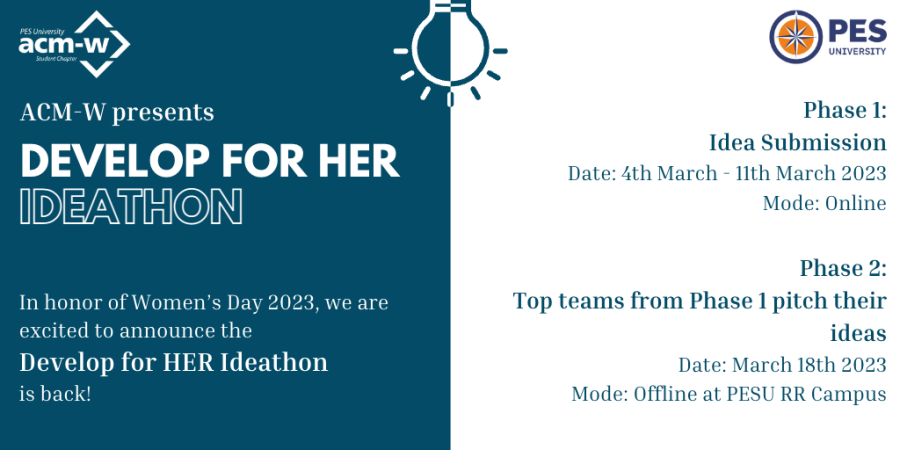 PES University
acm-w
Student Chapter
ACM-W presents
DEVELOP FOR HER
IDEATHON
In honor of Women's Day 2023, we are
excited to announce the
Develop for HER Ideathon
is back!
PES
UNIVERSITY
Phase 1:
Idea Submission
Date: 4th March - 11th March 2023
Mode: Online
Phase 2:
Top teams from Phase 1 pitch their
ideas
Date: March 18th 2023
Mode: Offline at PESU RR Campus